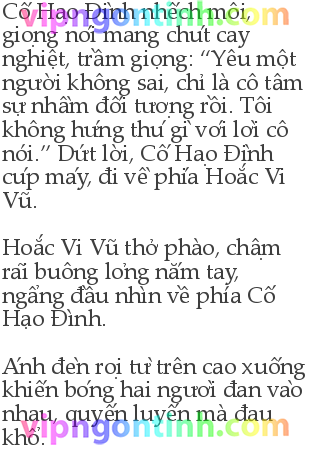 Cố Hạo Đình nhếch môi,
giọng nói mang chút cay
nghiệt, trầm giọng: “Yêu một
người không sai, chỉ là cô tâm
sự nhầm đối tượng rồi. Tôi
không hứng thú gì với lời cô
nói.” Dứt lời, Cố Hạo Đình
cúp máy, đi về phía Hoắc Vi
Vũ.
Hoắc Vi Vũ thở phào, chậm
rãi buông lỏng nắm tay,
ngẩng đầu nhìn về phía Cố
Hạo Đình.
Ánh đèn rọi từ trên cao xuống
khiến bóng hai người đan vào
nhau, quyến luyến mà đau
khổ.
vipngontinh.com
vipngontinh.com